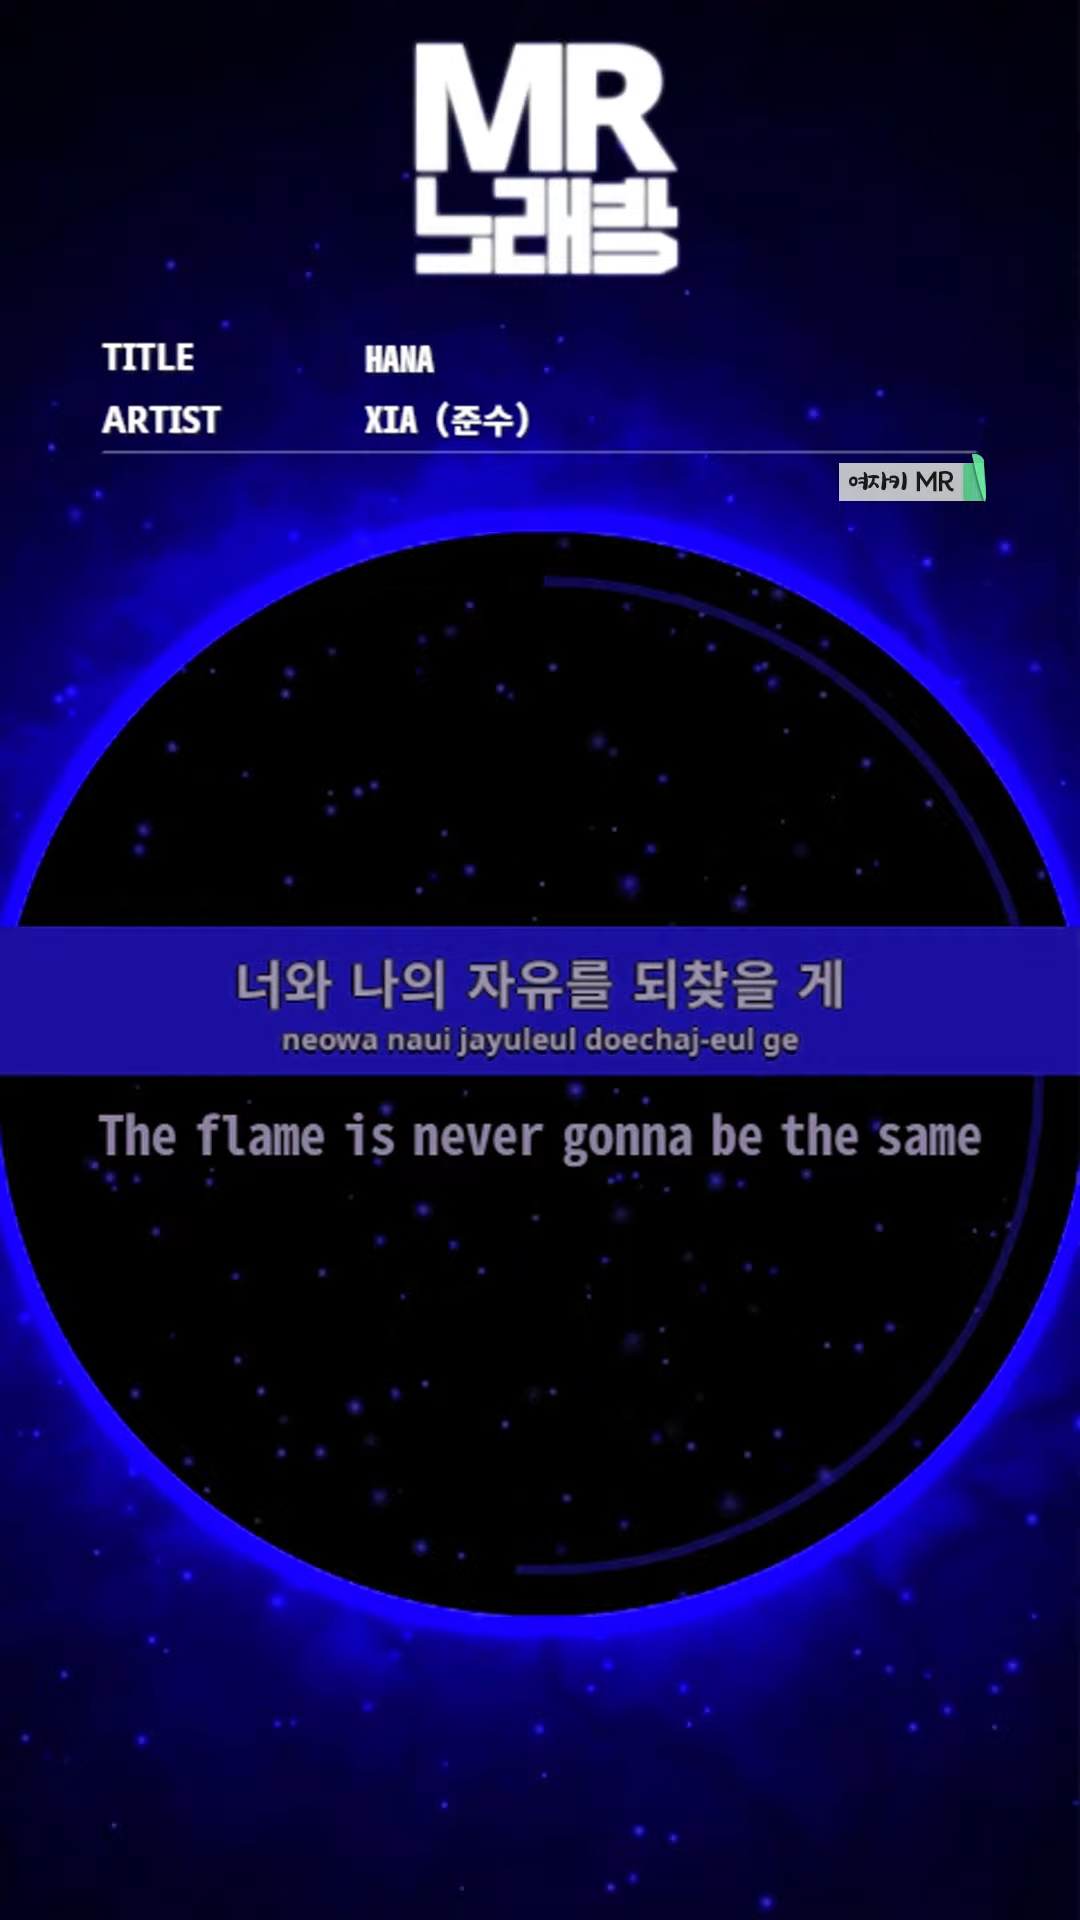 MR
노래방
TITLE HANA
ARTIST XIA (준수)
여자키 MR
너와 나의 자유를 되찾을 게
neowa naui jayuleul doechaj-eul ge
The flame is never gonna be the same